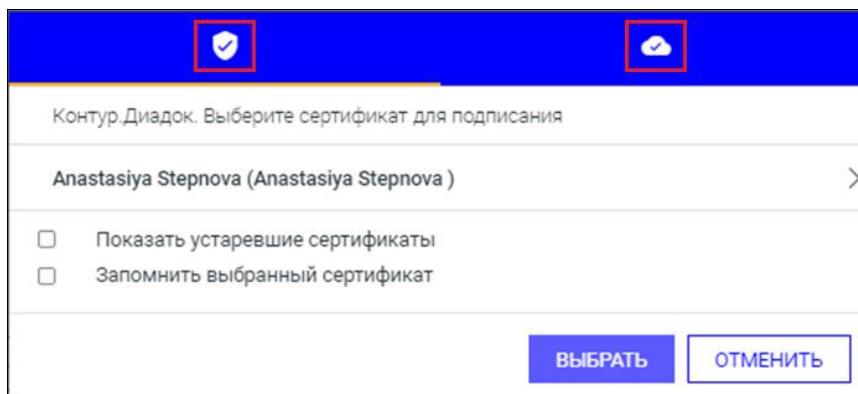 Контур.Диадок. Выберите сертификат для подписания
Anastasiya Stepnova (Anastasiya Stepnova )
Показать устаревшие сертификаты
Запомнить выбранный сертификат
ВЫБРАТЬ ОТМЕНИТЬ